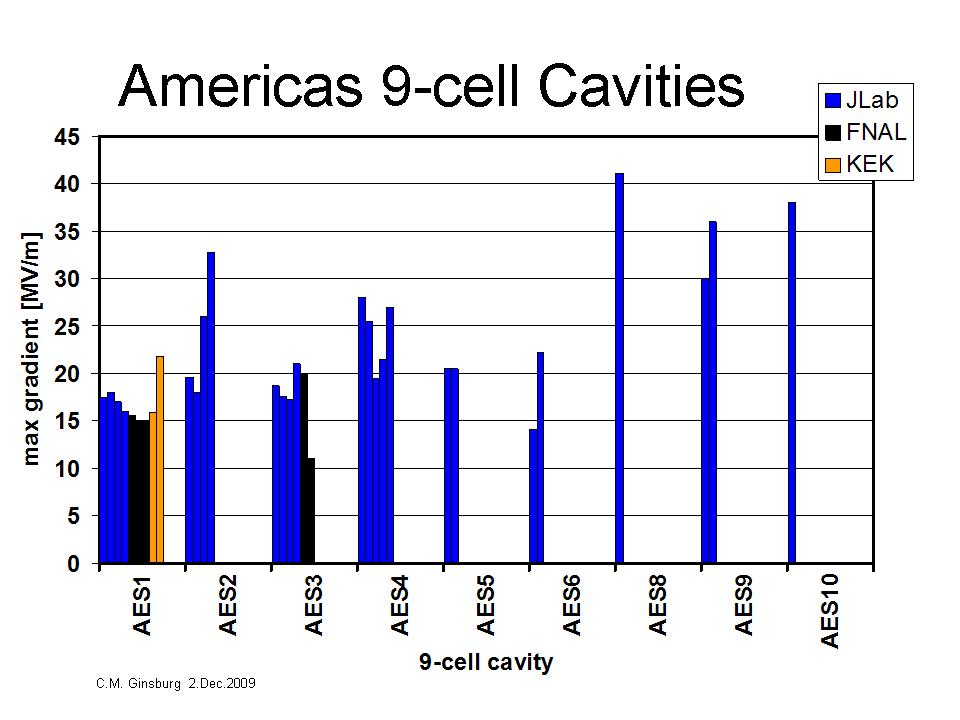 Americas 9-cell Cavities
JLab
FNAL
KEK
45
40
35
30
25
20
15
10
5
0
max gradient [MV/m]
AES1
AES2
AES3
AES4
AES5
AES6
AES8
AES9
AES10
9-cell cavity
C.M. Ginsburg 2.Dec.2009